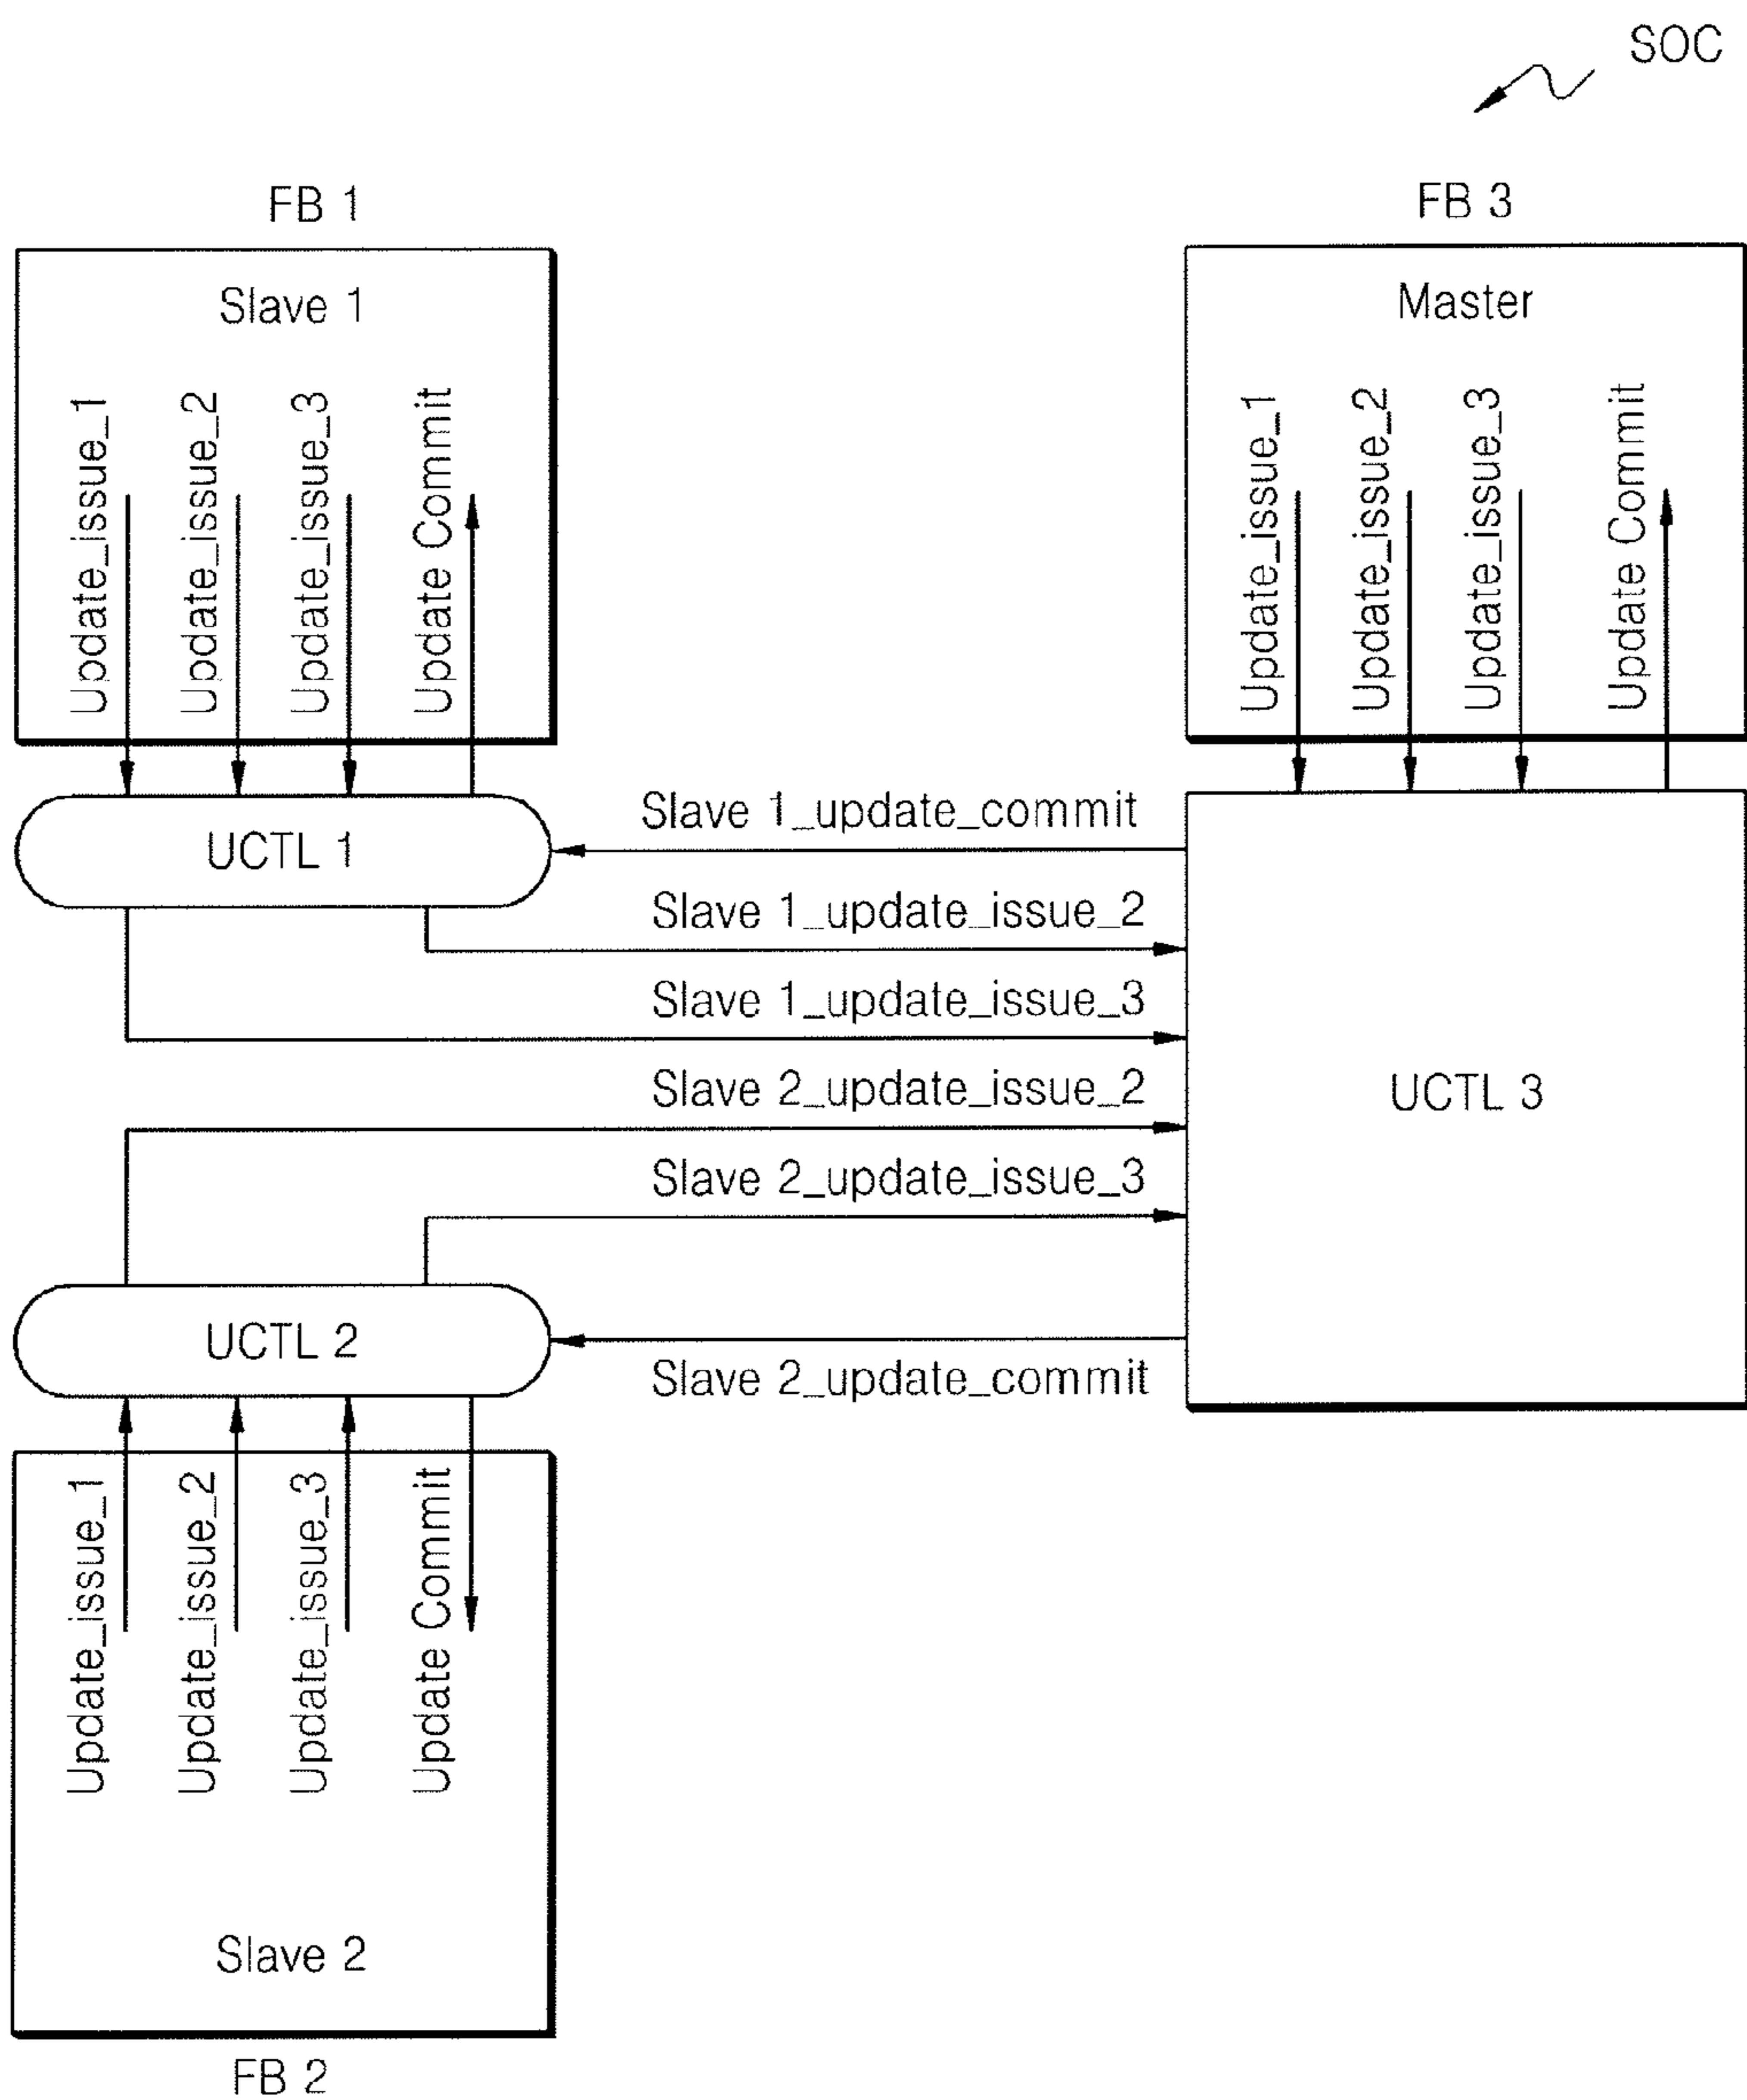 SOC
FB 1
FB 3
Slave 1
Master
Update_issue_1
Update_issue_2
Update_issue_3
Update Commit
Update_issue_1
Update_issue_2
Update_issue_3
Update Commit
UCTL 1
Slave 1_update_commit
Slave 1_update_issue_2
Slave 1_update_issue_3
Slave 2_update_issue_2
UCTL 3
Slave 2_update_issue_3
UCTL 2
Slave 2_update_commit
Update_issue_1
Update_issue_2
Update_issue_3
Update Commit
Slave 2
FB 2